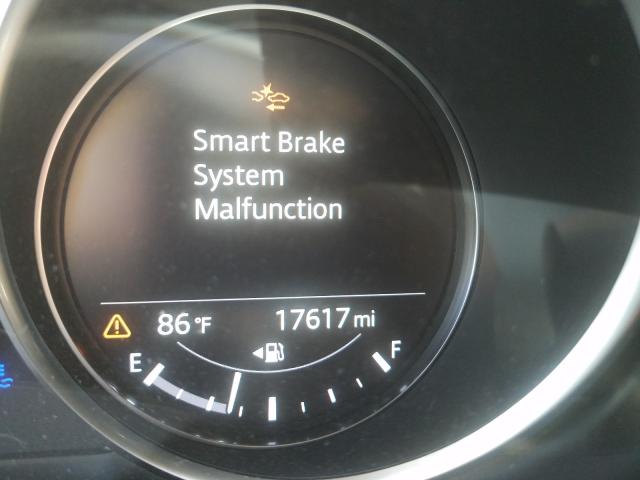 Smart Brake
System
Malfunction
86 °F 17617 mi
E F